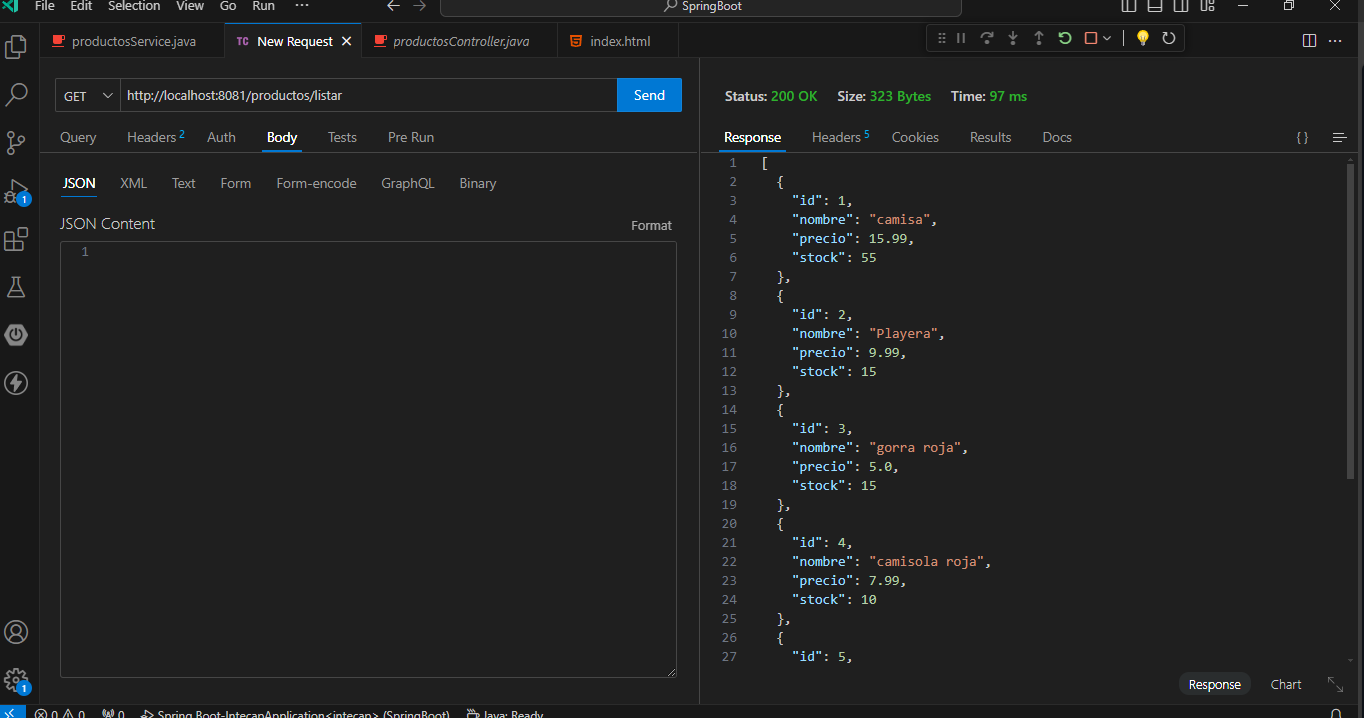 File Edit Selection View Go Run ··· SpringBoot
productosService.java TC New Request productosController.java index.html
GET http://localhost:8081/productos/listar Send
Query Headers 2 Auth Body Tests Pre Run
JSON XML Text Form Form-encode GraphQL Binary
JSON Content Format
1
Status: 200 OK Size: 323 Bytes Time: 97 ms
Response Headers 5 Cookies Results Docs { }
1 [
2 {
3 "id": 1,
4 "nombre": "camisa",
5 "precio": 15.99,
6 "stock": 55
7 },
8 {
9 "id": 2,
10 "nombre": "Playera",
11 "precio": 9.99,
12 "stock": 15
13 },
14 {
15 "id": 3,
16 "nombre": "gorra roja",
17 "precio": 5.0,
18 "stock": 15
19 },
20 {
21 "id": 4,
22 "nombre": "camisola roja",
23 "precio": 7.99,
24 "stock": 10
25 },
26 {
27 "id": 5,
Response Chart
1
1
0 0 0 Spring Boot-IntecapApplication<intecap> (SpringBoot) Java: Ready